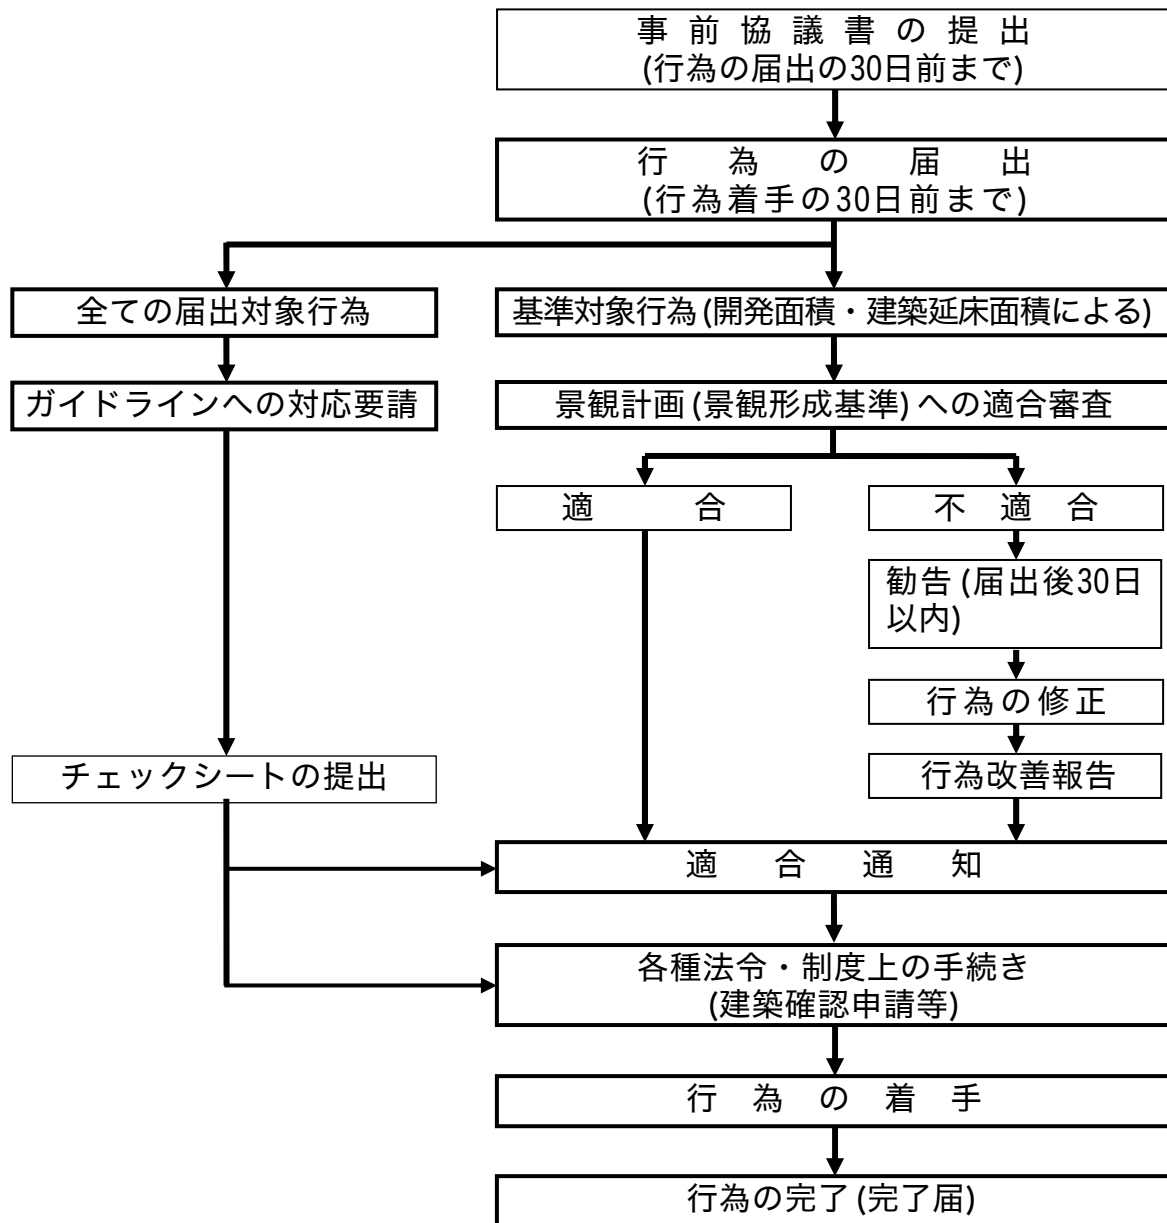 事前協議書の提出
(行為の届出の30日前まで)
行為の届出
(行為着手の30日前まで)
全ての届出対象行為
基準対象行為(開発面積・建築延床面積による)
ガイドラインへの対応要請
景観計画(景観形成基準)への適合審査
適合
不適合
勧告(届出後30日
以内)
行為の修正
チェックシートの提出
行為改善報告
適合通知
各種法令・制度上の手続き
(建築確認申請等)
行為の着手
行為の完了(完了届)